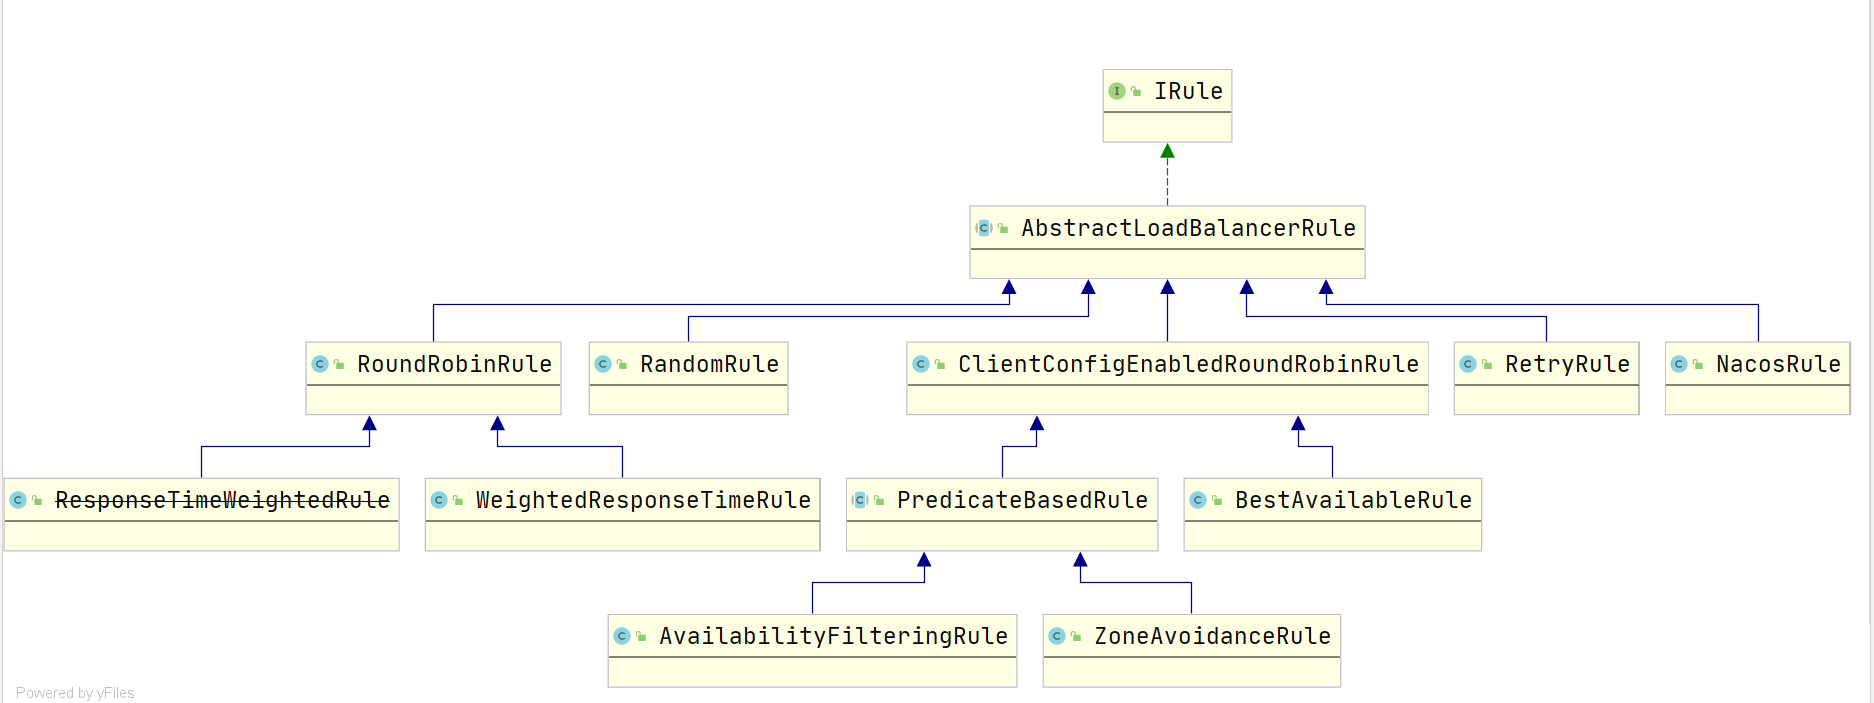 IRule
AbstractLoadBalancerRule
RoundRobinRule
RandomRule
ClientConfigEnabledRoundRobinRule
RetryRule
NacosRule
ResponseTimeWeightedRule
WeightedResponseTimeRule
PredicateBasedRule
BestAvailableRule
AvailabilityFilteringRule
ZoneAvoidanceRule
Powered by yFiles